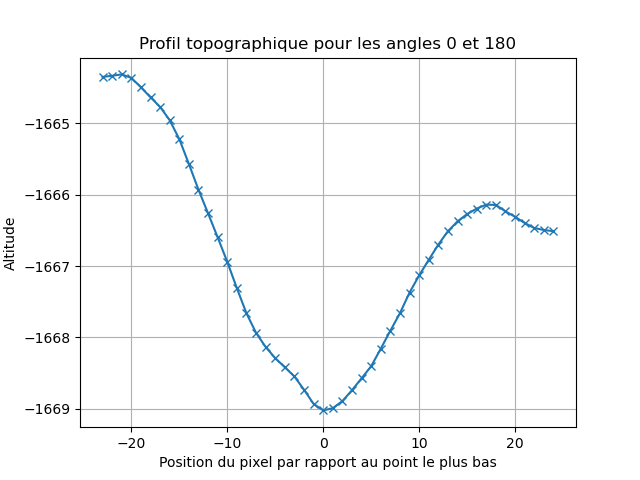 Profil topographique pour les angles 0 et 180
Altitude
−1665
−1666
−1667
−1668
−1669
−20 −10 0 10 20
Position du pixel par rapport au point le plus bas